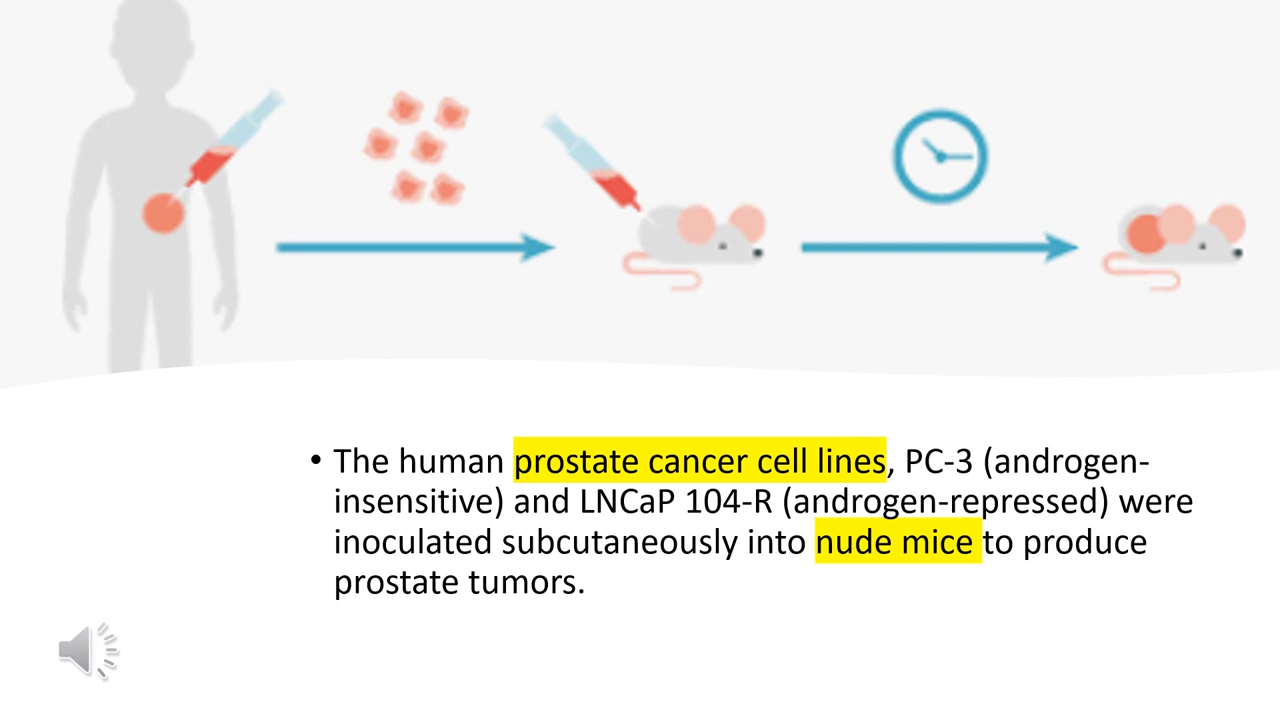 • The human prostate cancer cell lines, PC-3 (androgen-
insensitive) and LNCaP 104-R (androgen-repressed) were
inoculated subcutaneously into nude mice to produce
prostate tumors.